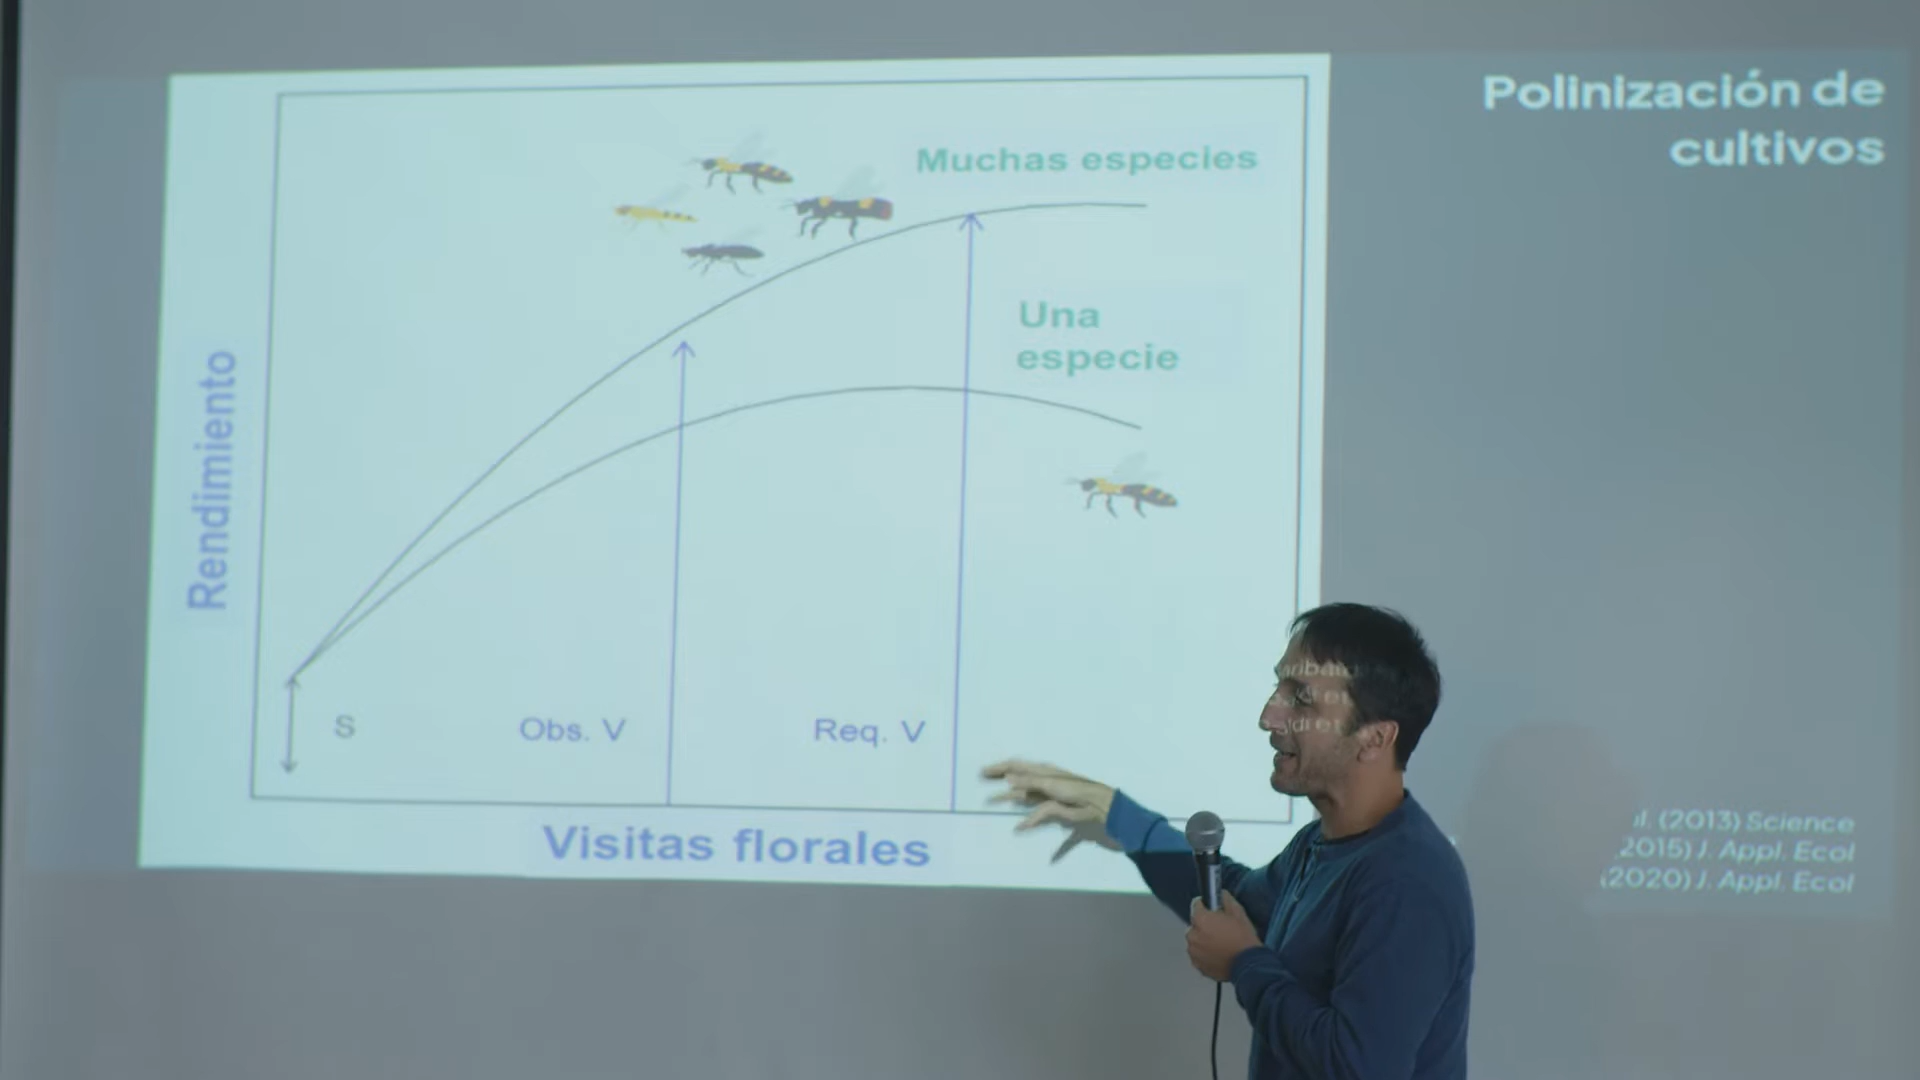 Polinización de
cultivos
Muchas especies
Una
especie
Rendimiento
S
Obs. V
Req. V
Visitas florales
(2013) Science
2015) J. Appl. Ecol
(2020) J. Appl. Ecol